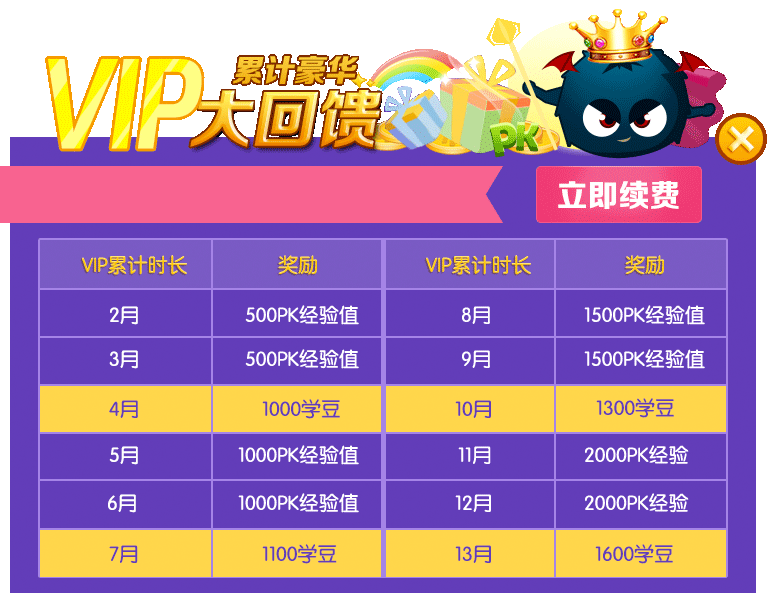 VIP累计豪华
大回馈
PK
立即续费
VIP累计时长 奖励 VIP累计时长 奖励
2月 500PK经验值 8月 1500PK经验值
3月 500PK经验值 9月 1500PK经验值
4月 1000学豆 10月 1300学豆
5月 1000PK经验值 11月 2000PK经验
6月 1000PK经验值 12月 2000PK经验
7月 1100学豆 13月 1600学豆